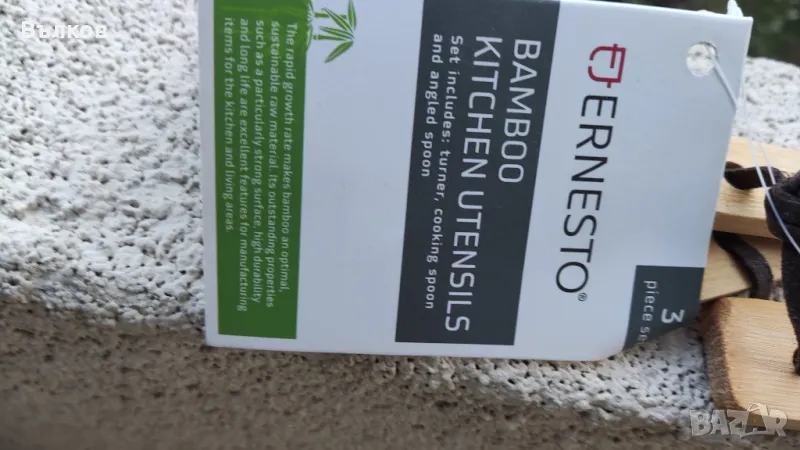 Вълков
ERNESTO®
3
piece se
BAMBOO
KITCHEN UTENSILS
Set includes: turner, cooking spoon
and angled spoon
The rapid growth rate makes bamboo an optimal,
sustainable raw material. Its outstanding properties
such as a particularly strong surface, high durability
and long life are excellent features for manufacturing
items for the kitchen and living areas.
BAZAR